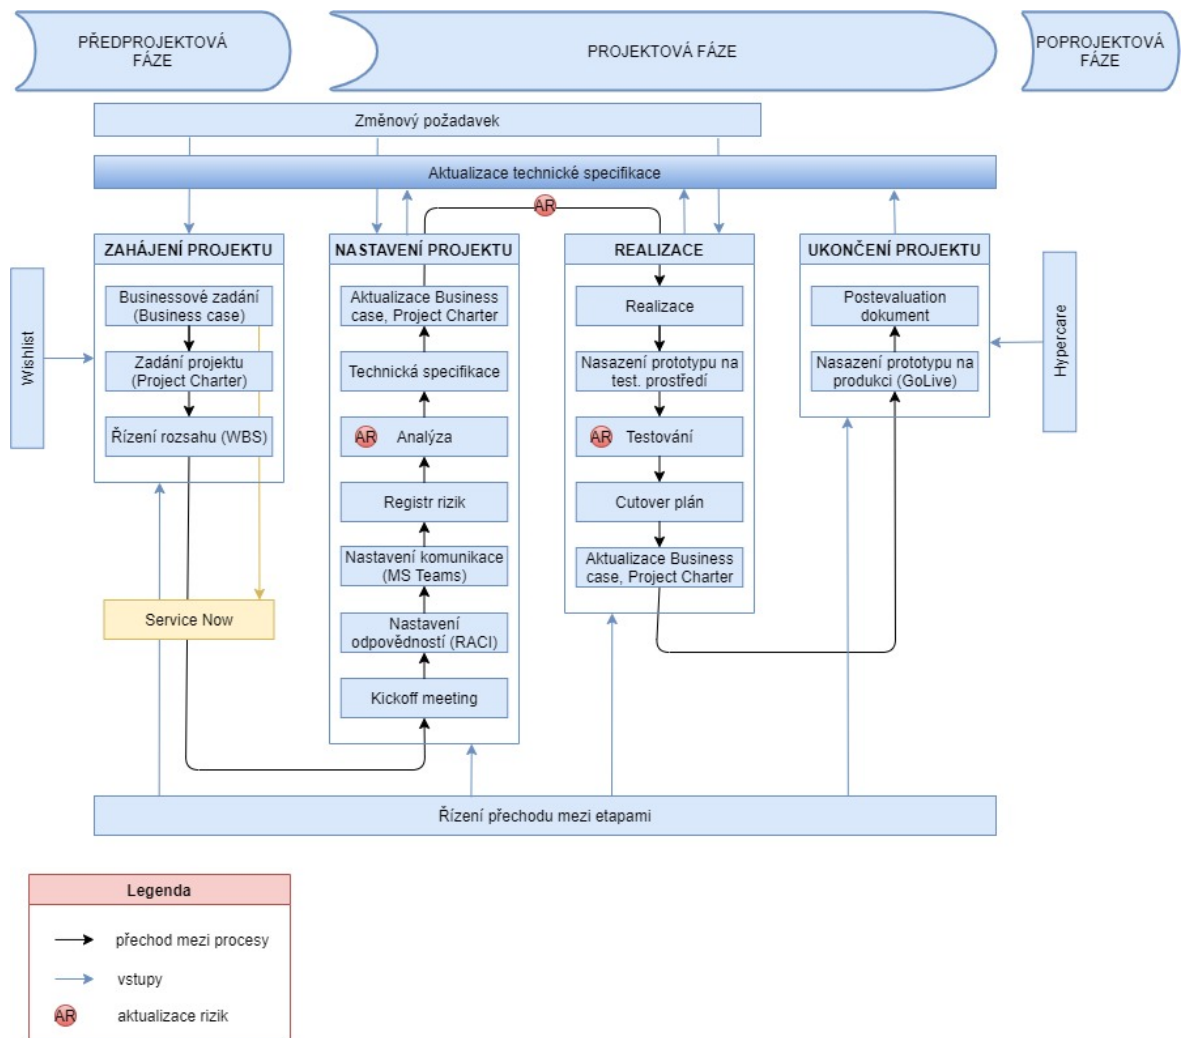 PŘEDPROJEKTOVÁ
FÁZE
PROJEKTOVÁ FÁZE
POPROJEKTOVÁ
FÁZE
Změnový požadavek
Aktualizace technické specifikace
AR
ZAHÁJENÍ PROJEKTU
Businessové zadání
(Business case)
Zadání projektu
(Project Charter)
Řízení rozsahu (WBS)
Wishlist
Service Now
NASTAVENÍ PROJEKTU
Aktualizace Business
case, Project Charter
Technická specifikace
AR
Analýza
Registr rizik
Nastavení komunikace
(MS Teams)
Nastavení
odpovědností (RACI)
Kickoff meeting
REALIZACE
Realizace
Nasazení prototypu na
test. prostředí
AR
Testování
Cutover plán
Aktualizace Business
case, Project Charter
UKONČENÍ PROJEKTU
Postevaluation
dokument
Nasazení prototypu na
produkci (GoLive)
Hypercare
Řízení přechodu mezi etapami
Legenda
přechod mezi procesy
vstupy
AR
aktualizace rizik